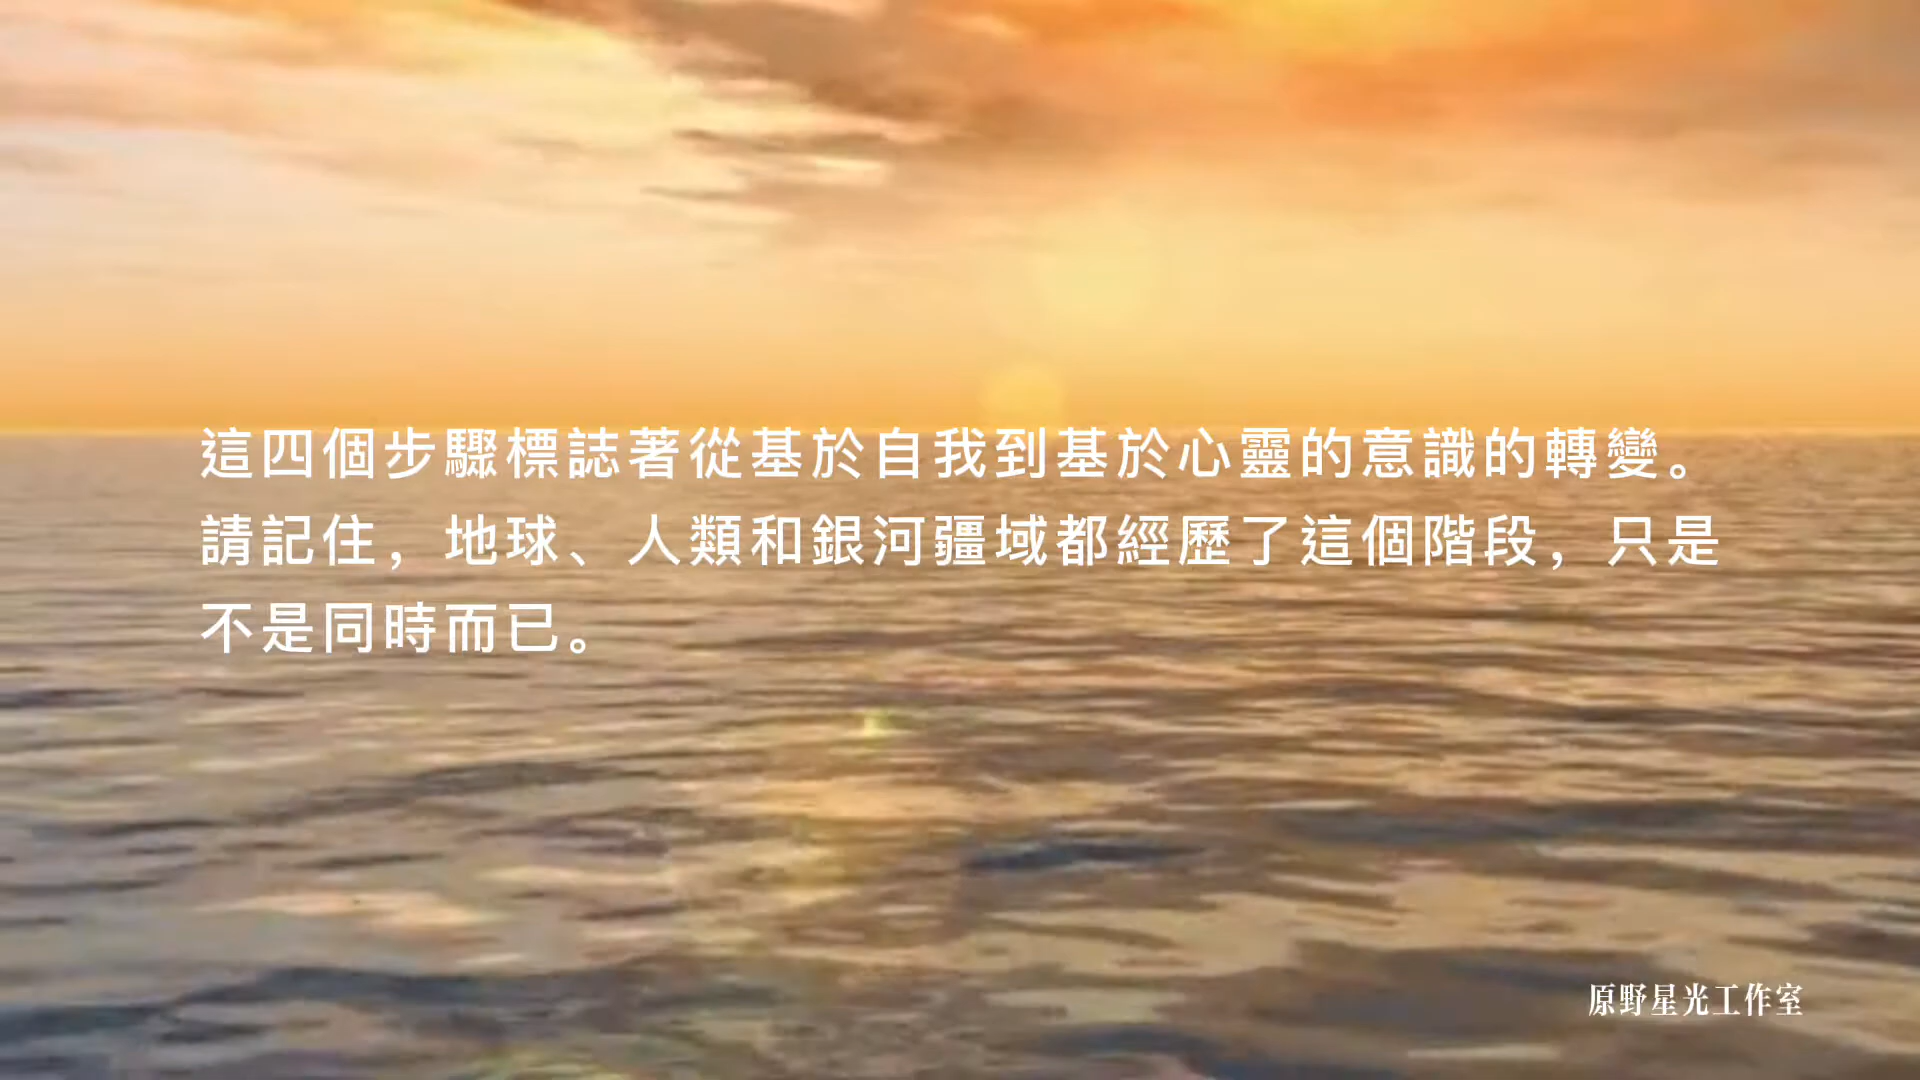 這四個步驟標誌著從基於自我到基於心靈的意識的轉變。
請記住，地球、人類和銀河疆域都經歷了這個階段，只是
不是同時而已。
原野星光工作室